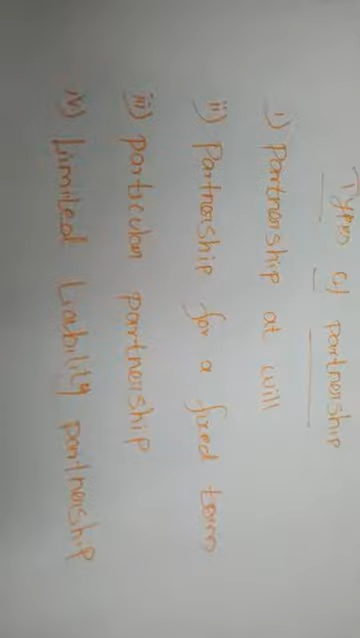 Types of partnership
i) Partnership at will
ii) Partnership for a fixed term
iii) Particular partnership
iv) Limited Liability partnership